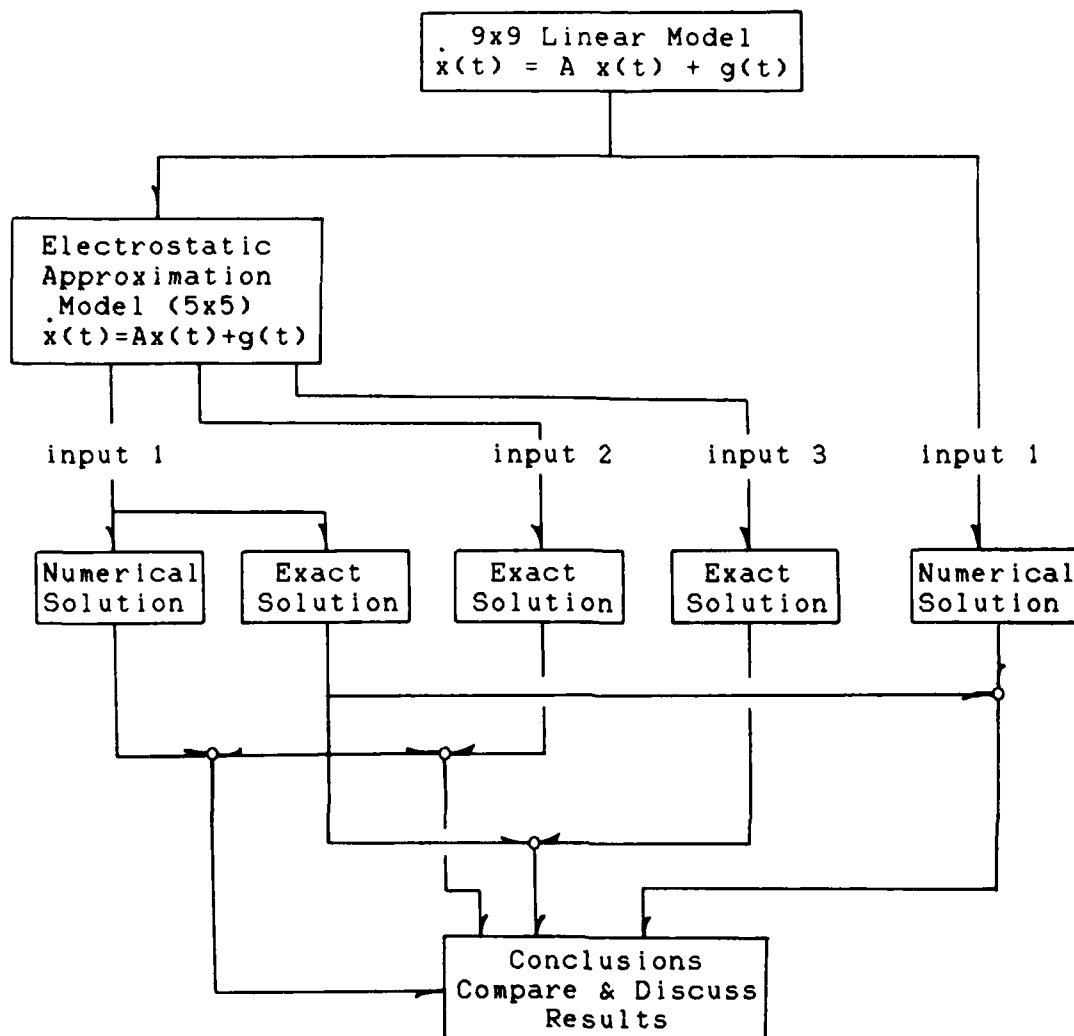 9x9 Linear Model
ẋ(t) = A x(t) + g(t)
Electrostatic
Approximation
Model (5x5)
ẋ(t)=Ax(t)+g(t)
input 1
input 2
input 3
input 1
Numerical
Solution
Exact
Solution
Exact
Solution
Exact
Solution
Numerical
Solution
Conclusions
Compare & Discuss
Results